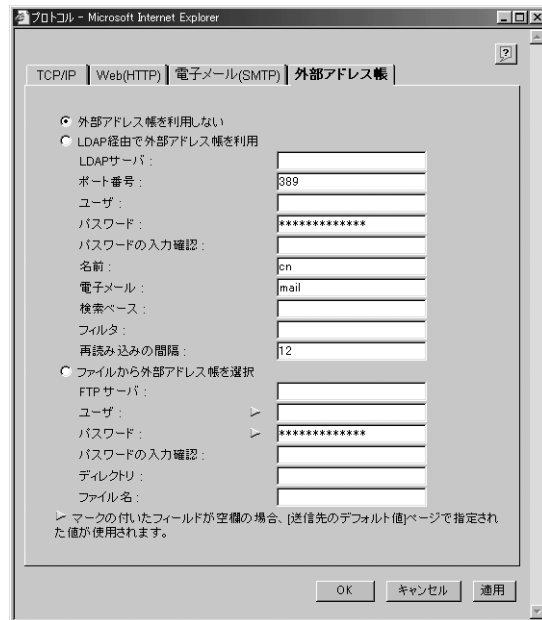 プロトコル - Microsoft Internet Explorer
?
TCP/IP Web(HTTP) 電子メール(SMTP) 外部アドレス帳
外部アドレス帳を利用しない
LDAP経由で外部アドレス帳を利用
LDAPサーバ :
ポート番号 : 389
ユーザ :
パスワード : *************
パスワードの入力確認 :
名前 : cn
電子メール : mail
検索ベース :
フィルタ :
再読み込みの間隔 : 12
ファイルから外部アドレス帳を選択
FTP サーバ :
ユーザ :
パスワード : *************
パスワードの入力確認 :
ディレクトリ :
ファイル名 :
マークの付いたフィールドが空欄の場合、[送信先のデフォルト値]ページで指定され
た値が使用されます。
OK キャンセル 適用